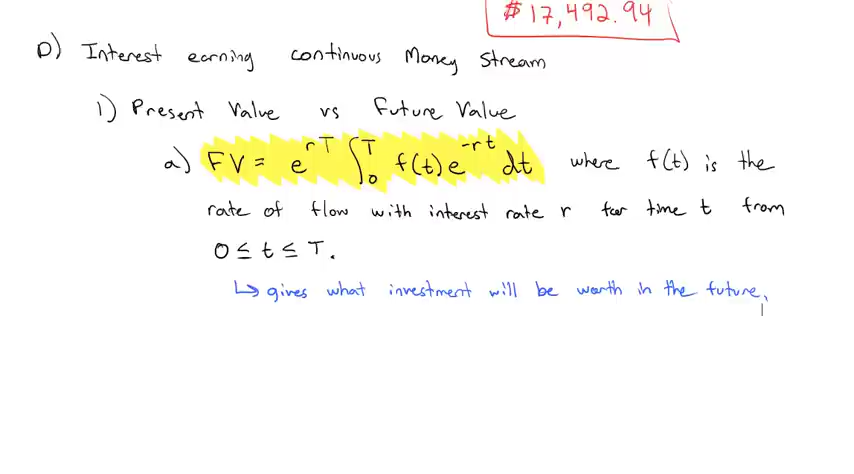 $17,492.94
D) Interest earning continuous Money Stream
1) Present Value vs Future Value
a) FV = e^{rT} ∫_0^T f(t)e^{-rt} dt where f(t) is the
rate of flow with interest rate r for time t from
0 ≤ t ≤ T.
↳ gives what investment will be worth in the future.